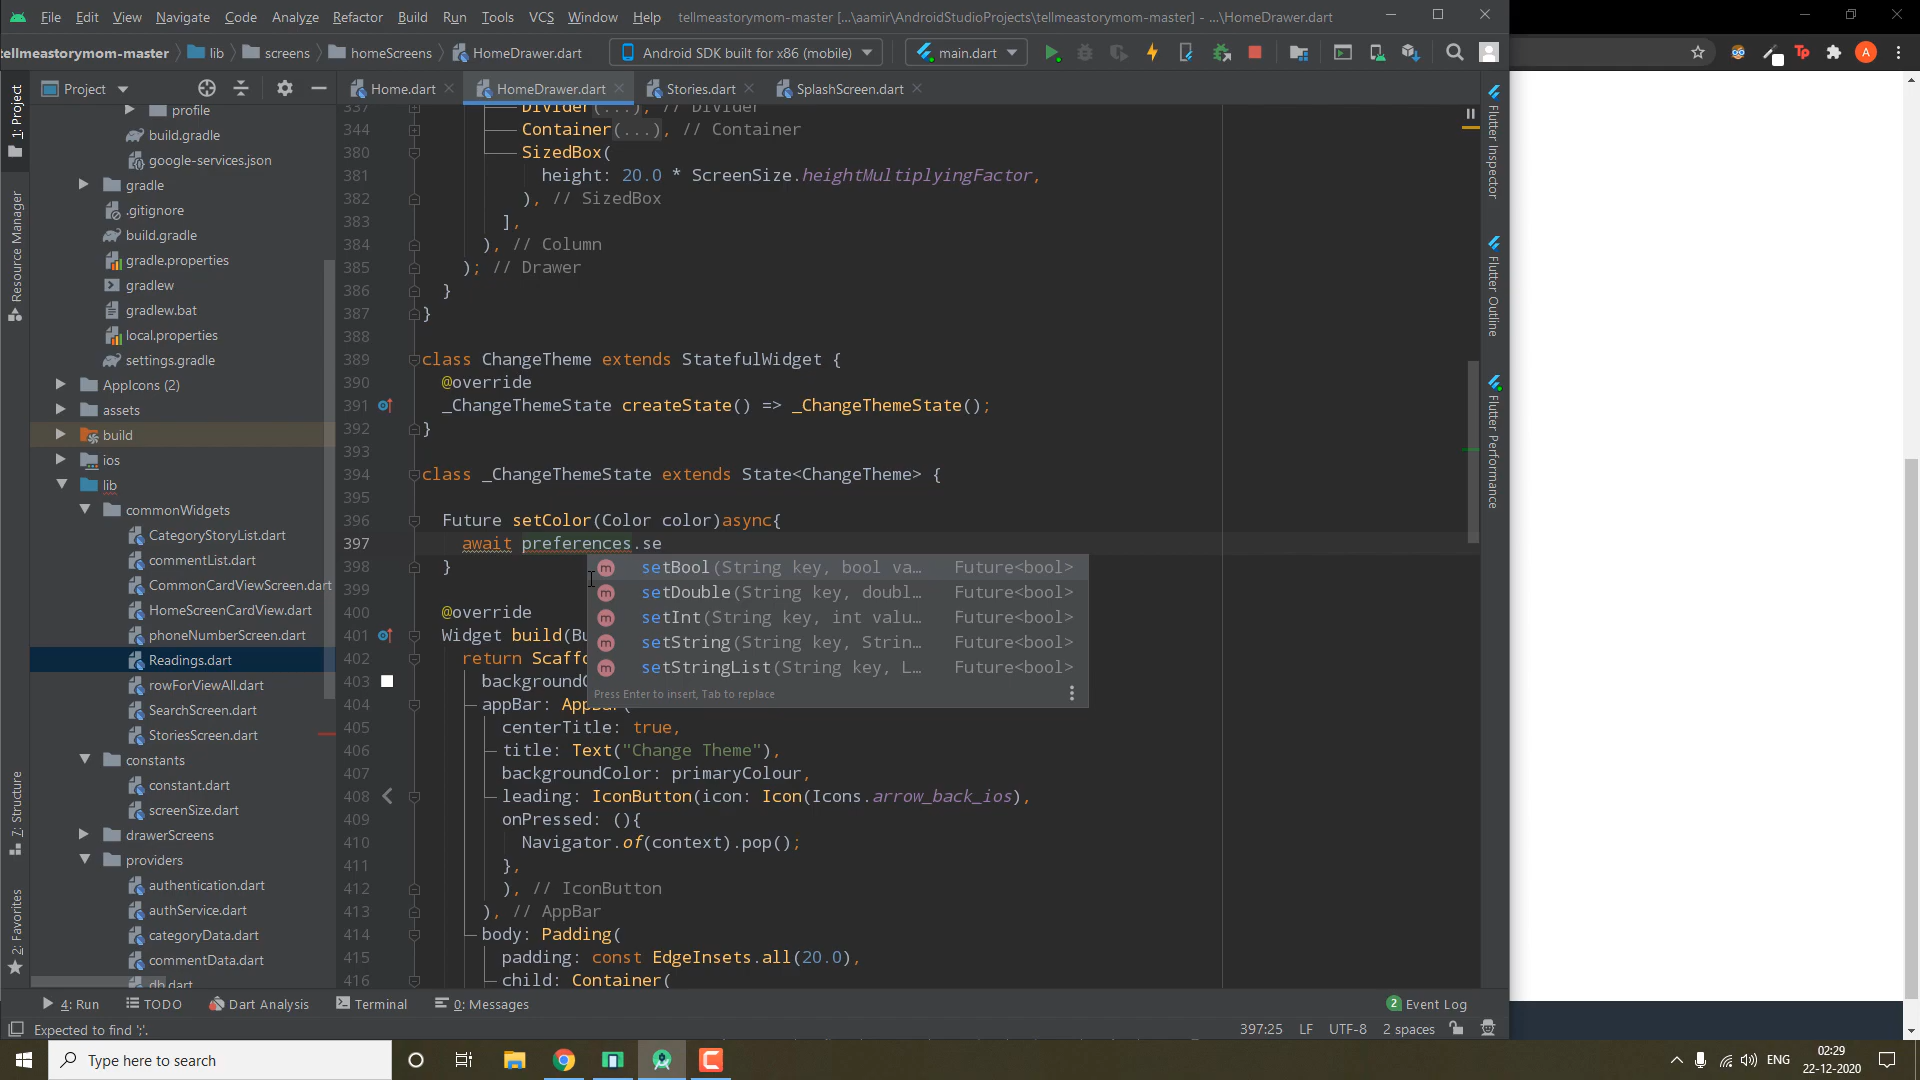 File Edit View Navigate Code Analyze Refactor Build Run Tools VCS Window Help tellmeastorymom-master [...\aamir\AndroidStudioProjects\tellmeastorymom-master] - ...\HomeDrawer.dart
tellmeastorymom-master lib screens homeScreens HomeDrawer.dart Android SDK built for x86 (mobile) main.dart
Project Home.dart HomeDrawer.dart Stories.dart SplashScreen.dart
1: Project
Resource Manager
7: Structure
2: Favorites
profile
build.gradle
google-services.json
gradle
.gitignore
build.gradle
gradle.properties
gradlew
gradlew.bat
local.properties
settings.gradle
AppIcons (2)
assets
build
ios
lib
commonWidgets
CategoryStoryList.dart
commentList.dart
CommonCardViewScreen.dart
HomeScreenCardView.dart
phoneNumberScreen.dart
Readings.dart
rowForViewAll.dart
SearchScreen.dart
StoriesScreen.dart
constants
constant.dart
screenSize.dart
drawerScreens
providers
authentication.dart
authService.dart
categoryData.dart
commentData.dart
db.dart
337 Divider(...), // Divider
344 Container(...), // Container
380 SizedBox(
381 height: 20.0 * ScreenSize.heightMultiplyingFactor,
382 ), // SizedBox
383 ],
384 ), // Column
385 ); // Drawer
386 }
387 }
388
389 class ChangeTheme extends StatefulWidget {
390 @override
391 _ChangeThemeState createState() => _ChangeThemeState();
392 }
393
394 class _ChangeThemeState extends State<ChangeTheme> {
395
396 Future setColor(Color color)async{
397 await preferences.se
398 }
399
400 @override
401 Widget build(Bu
402 return Scaffo
403 backgroundC
404 appBar: AppBar(
405 centerTitle: true,
406 title: Text("Change Theme"),
407 backgroundColor: primaryColour,
408 leading: IconButton(icon: Icon(Icons.arrow_back_ios),
409 onPressed: (){
410 Navigator.of(context).pop();
411 },
412 ), // IconButton
413 ), // AppBar
414 body: Padding(
415 padding: const EdgeInsets.all(20.0),
416 child: Container(
m setBool(String key, bool va… Future<bool>
m setDouble(String key, doubl… Future<bool>
m setInt(String key, int valu… Future<bool>
m setString(String key, Strin… Future<bool>
m setStringList(String key, L… Future<bool>
Press Enter to insert, Tab to replace
Flutter Inspector
Flutter Outline
Flutter Performance
Tp A
4: Run TODO Dart Analysis Terminal 0: Messages 2 Event Log
Expected to find ';'. 397:25 LF UTF-8 2 spaces
Type here to search ENG 02:29
22-12-2020